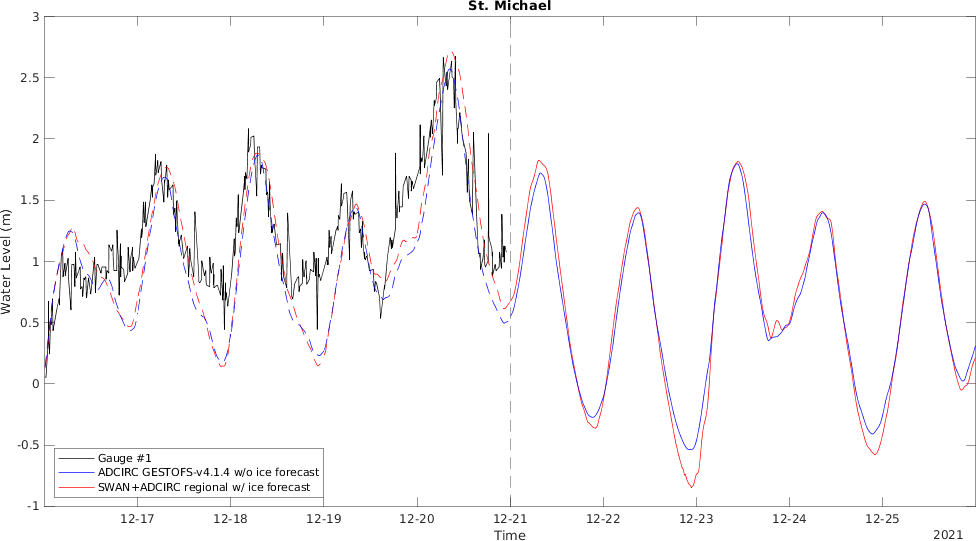 St. Michael
3
2.5
2
1.5
1
0.5
0
-0.5
-1
Water Level (m)
Gauge #1
ADCIRC GESTOFS-v4.1.4 w/o ice forecast
SWAN+ADCIRC regional w/ ice forecast
12-17 12-18 12-19 12-20 12-21 12-22 12-23 12-24 12-25
Time
2021